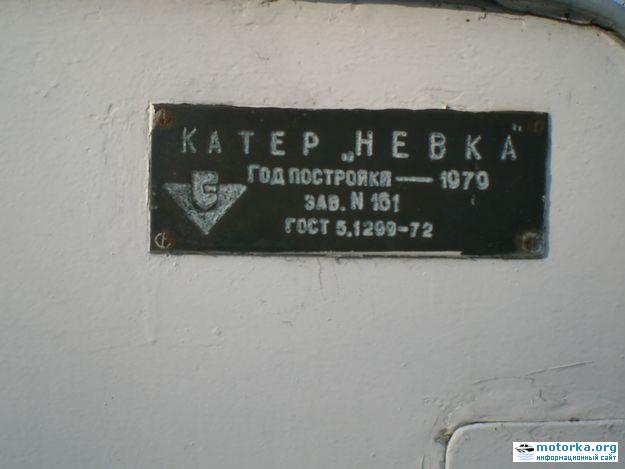 КАТЕР „НЕВКА"
ГОД ПОСТРОЙКИ — 1979
ЗАВ. N 161
ГОСТ 5.1299-72
motorka.org
информационный сайт